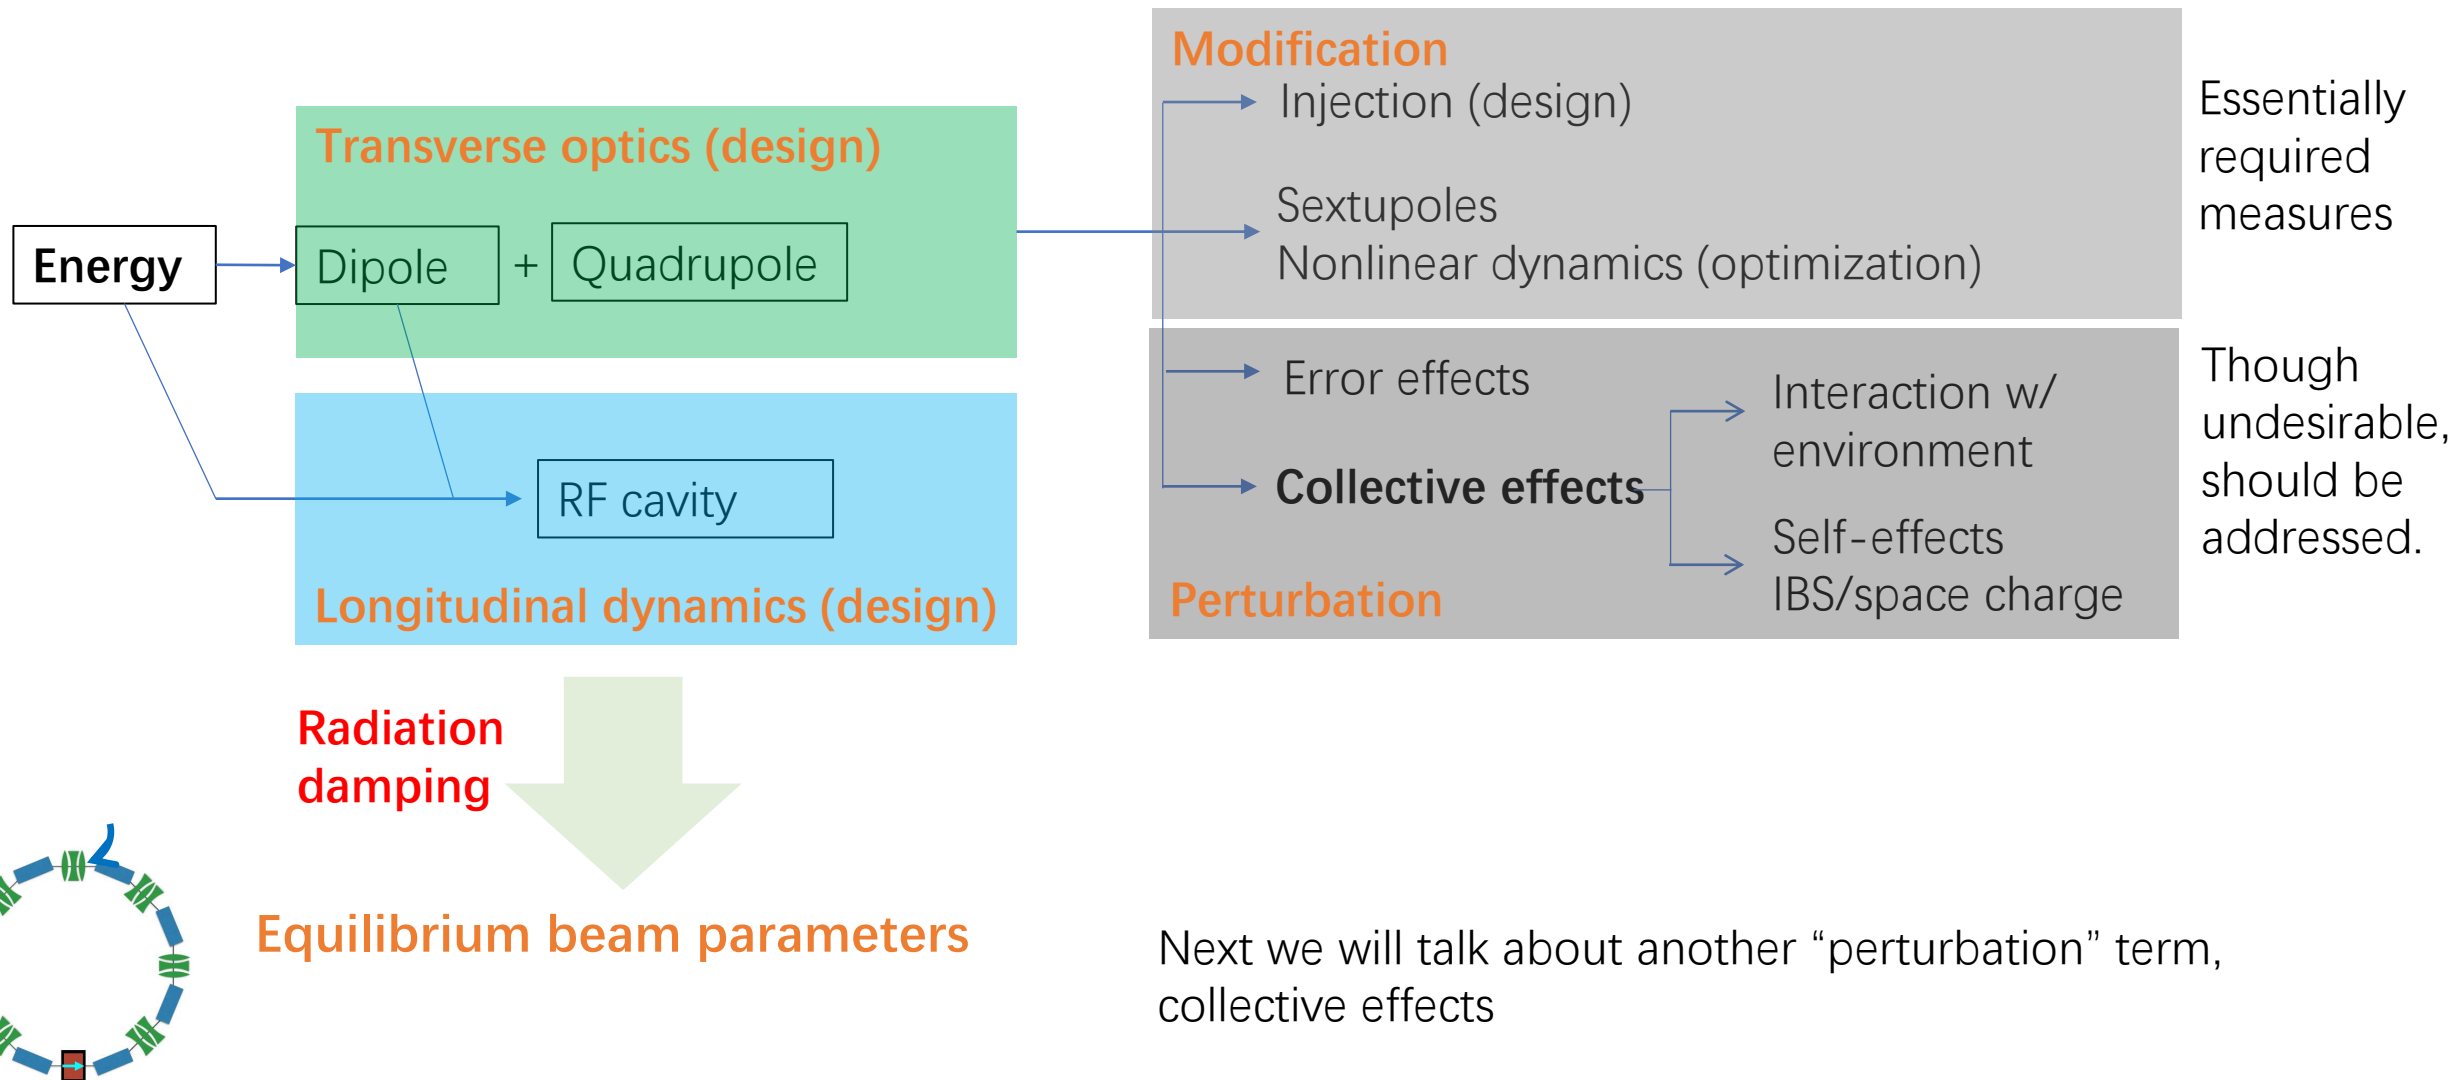 Energy
Transverse optics (design)
Dipole + Quadrupole
RF cavity
Longitudinal dynamics (design)
Radiation
damping
Equilibrium beam parameters
Modification
Injection (design)
Sextupoles
Nonlinear dynamics (optimization)
Essentially
required
measures
Error effects
Collective effects
Interaction w/
environment
Self-effects
IBS/space charge
Perturbation
Though
undesirable,
should be
addressed.
Next we will talk about another “perturbation” term,
collective effects